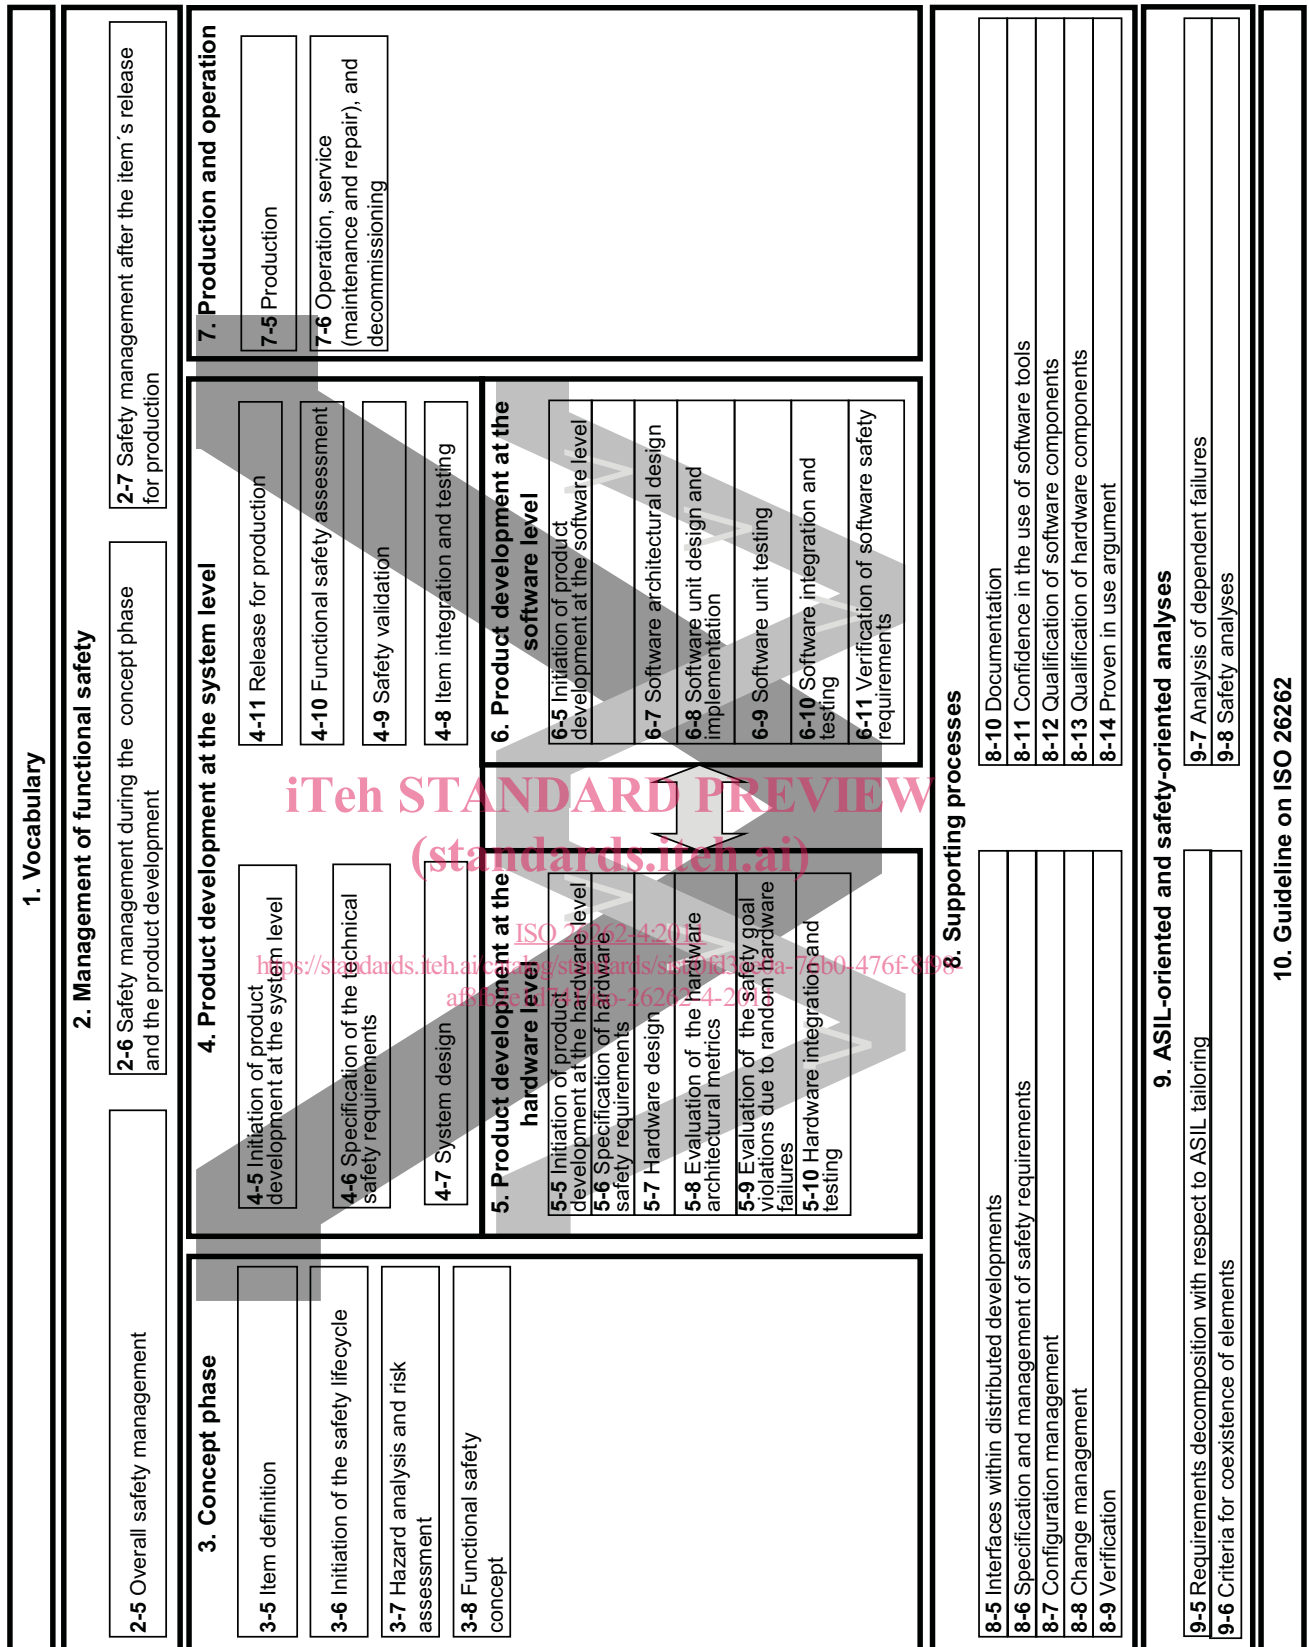 1. Vocabulary
2. Management of functional safety
2-5 Overall safety management
2-6 Safety management during the concept phase
and the product development
2-7 Safety management after the item´s release
for production
3. Concept phase
3-5 Item definition
3-6 Initiation of the safety lifecycle
3-7 Hazard analysis and risk
assessment
3-8 Functional safety
concept
4. Product development at the system level
4-5 Initiation of product
development at the system level
4-6 Specification of the technical
safety requirements
4-7 System design
4-11 Release for production
4-10 Functional safety assessment
4-9 Safety validation
4-8 Item integration and testing
7. Production and operation
7-5 Production
7-6 Operation, service
(maintenance and repair), and
decommissioning
5. Product development at the
hardware level
5-5 Initiation of product
development at the hardware level
5-6 Specification of hardware
safety requirements
5-7 Hardware design
5-8 Evaluation of the hardware
architectural metrics
5-9 Evaluation of the safety goal
violations due to random hardware
failures
5-10 Hardware integration and
testing
6. Product development at the
software level
6-5 Initiation of product
development at the software level
6-7 Software architectural design
6-8 Software unit design and
implementation
6-9 Software unit testing
6-10 Software integration and
testing
6-11 Verification of software safety
requirements
8. Supporting processes
8-5 Interfaces within distributed developments
8-6 Specification and management of safety requirements
8-7 Configuration management
8-8 Change management
8-9 Verification
8-10 Documentation
8-11 Confidence in the use of software tools
8-12 Qualification of software components
8-13 Qualification of hardware components
8-14 Proven in use argument
9. ASIL-oriented and safety-oriented analyses
9-5 Requirements decomposition with respect to ASIL tailoring
9-6 Criteria for coexistence of elements
9-7 Analysis of dependent failures
9-8 Safety analyses
10. Guideline on ISO 26262
iTeh STANDARD PREVIEW
(standards.iteh.ai)
ISO 26262-4:2011